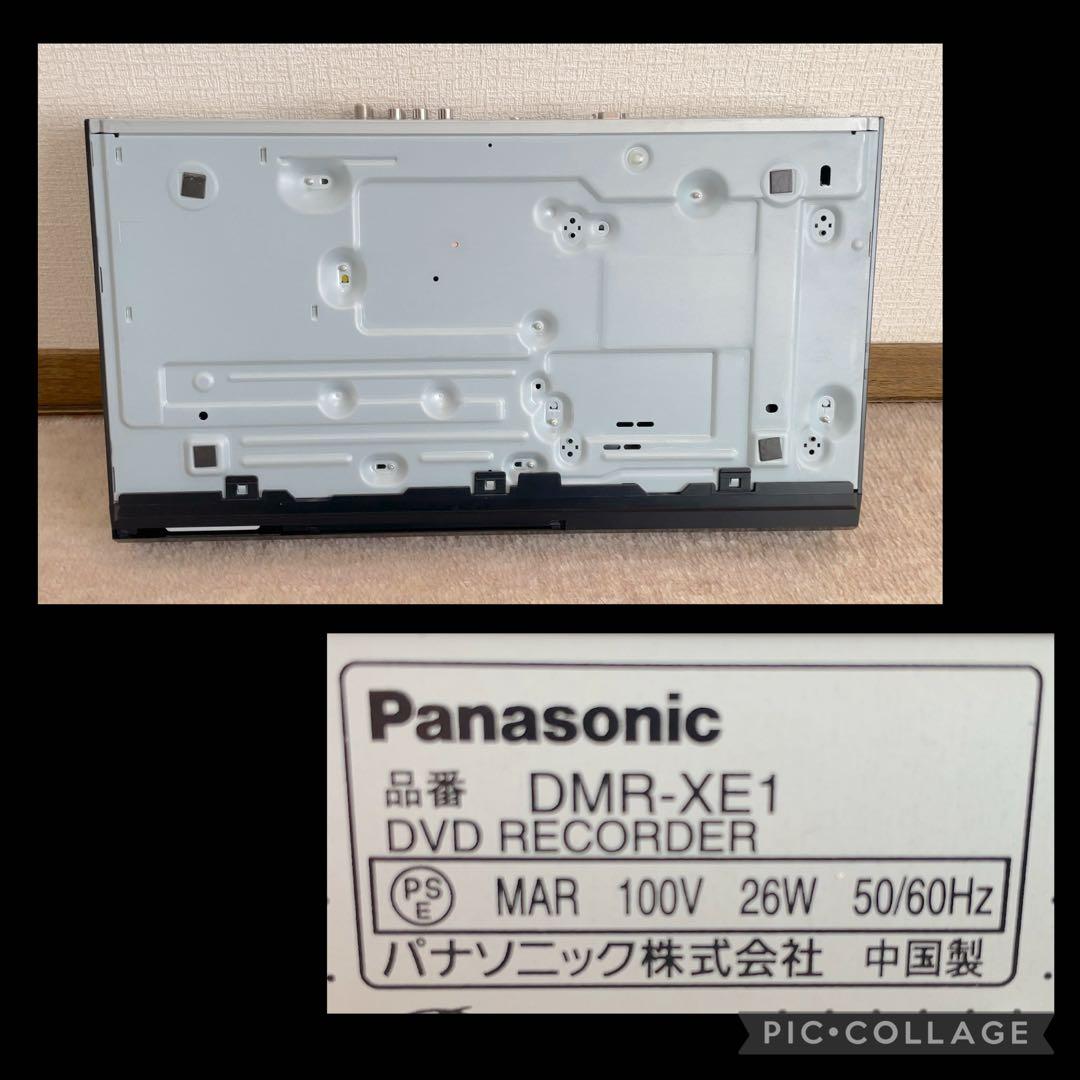 Panasonic
品番 DMR-XE1
DVD RECORDER
PSE MAR 100V 26W 50/60Hz
パナソニック株式会社 中国製
PIC•COLLAGE